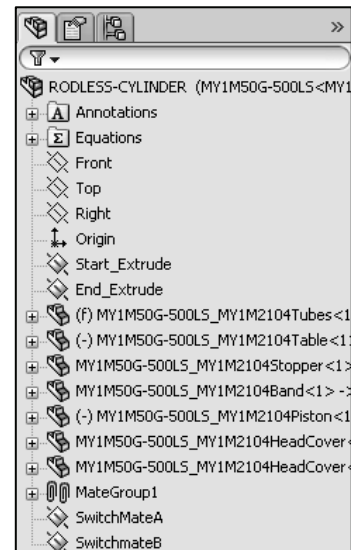 RODLESS-CYLINDER (MY1M50G-500LS<MY1
Annotations
Equations
Front
Top
Right
Origin
Start_Extrude
End_Extrude
(f) MY1M50G-500LS_MY1M2104Tubes<1
(-) MY1M50G-500LS_MY1M2104Table<1>
MY1M50G-500LS_MY1M2104Stopper<1>
MY1M50G-500LS_MY1M2104Band<1> ->
(-) MY1M50G-500LS_MY1M2104Piston<1
MY1M50G-500LS_MY1M2104HeadCover<
MY1M50G-500LS_MY1M2104HeadCover<
MateGroup1
SwitchMateA
SwitchmateB